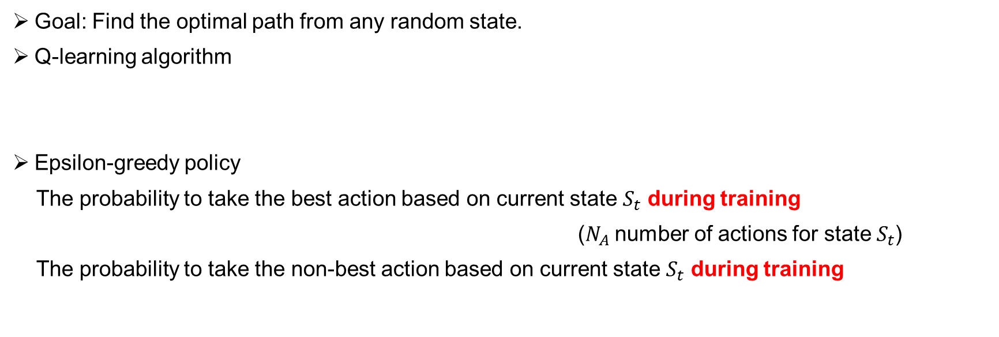 ➢ Goal: Find the optimal path from any random state.
➢ Q-learning algorithm
➢ Epsilon-greedy policy
The probability to take the best action based on current state $S_t$ during training
($N_A$ number of actions for state $S_t$)
The probability to take the non-best action based on current state $S_t$ during training